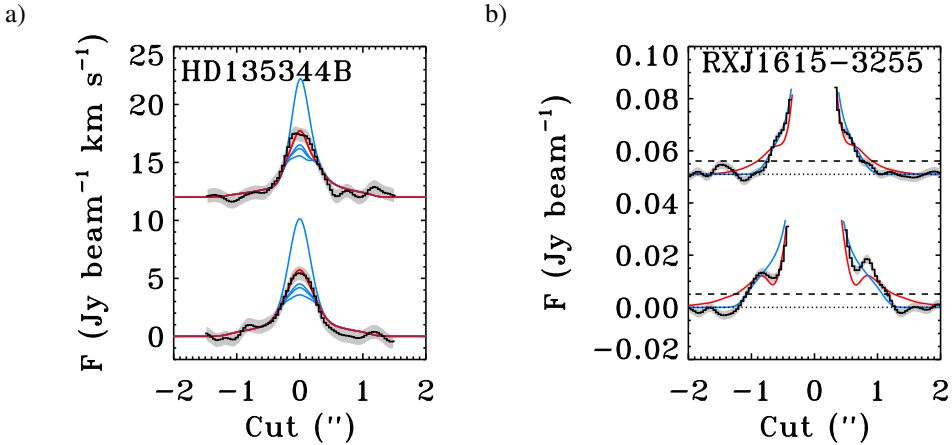 a)
b)
HD135344B
F (Jy beam⁻¹ km s⁻¹)
25
20
15
10
5
0
−2 −1 0 1 2
Cut (")
RXJ1615−3255
F (Jy beam⁻¹)
0.10
0.08
0.06
0.04
0.02
0.00
−0.02
−2 −1 0 1 2
Cut (")